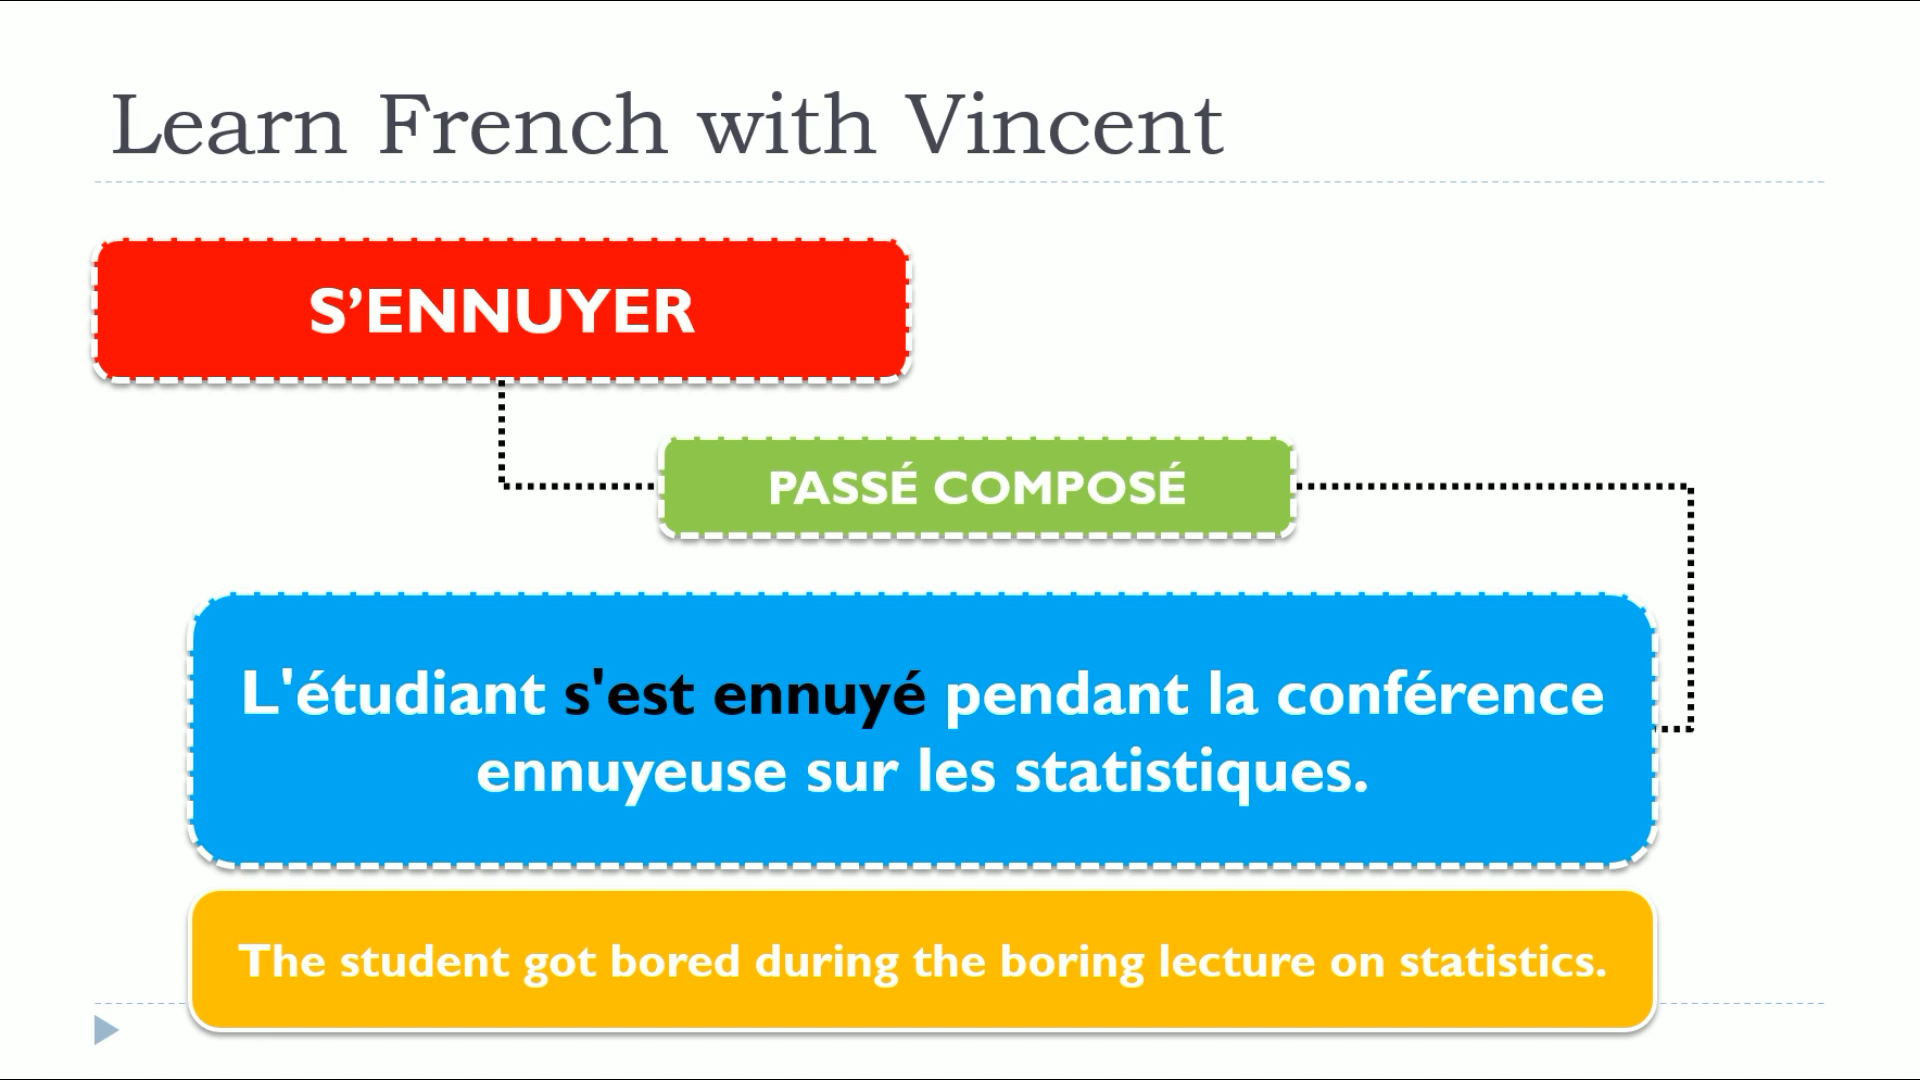 Learn French with Vincent
S’ENNUYER
PASSÉ COMPOSÉ
L'étudiant s'est ennuyé pendant la conférence
ennuyeuse sur les statistiques.
The student got bored during the boring lecture on statistics.